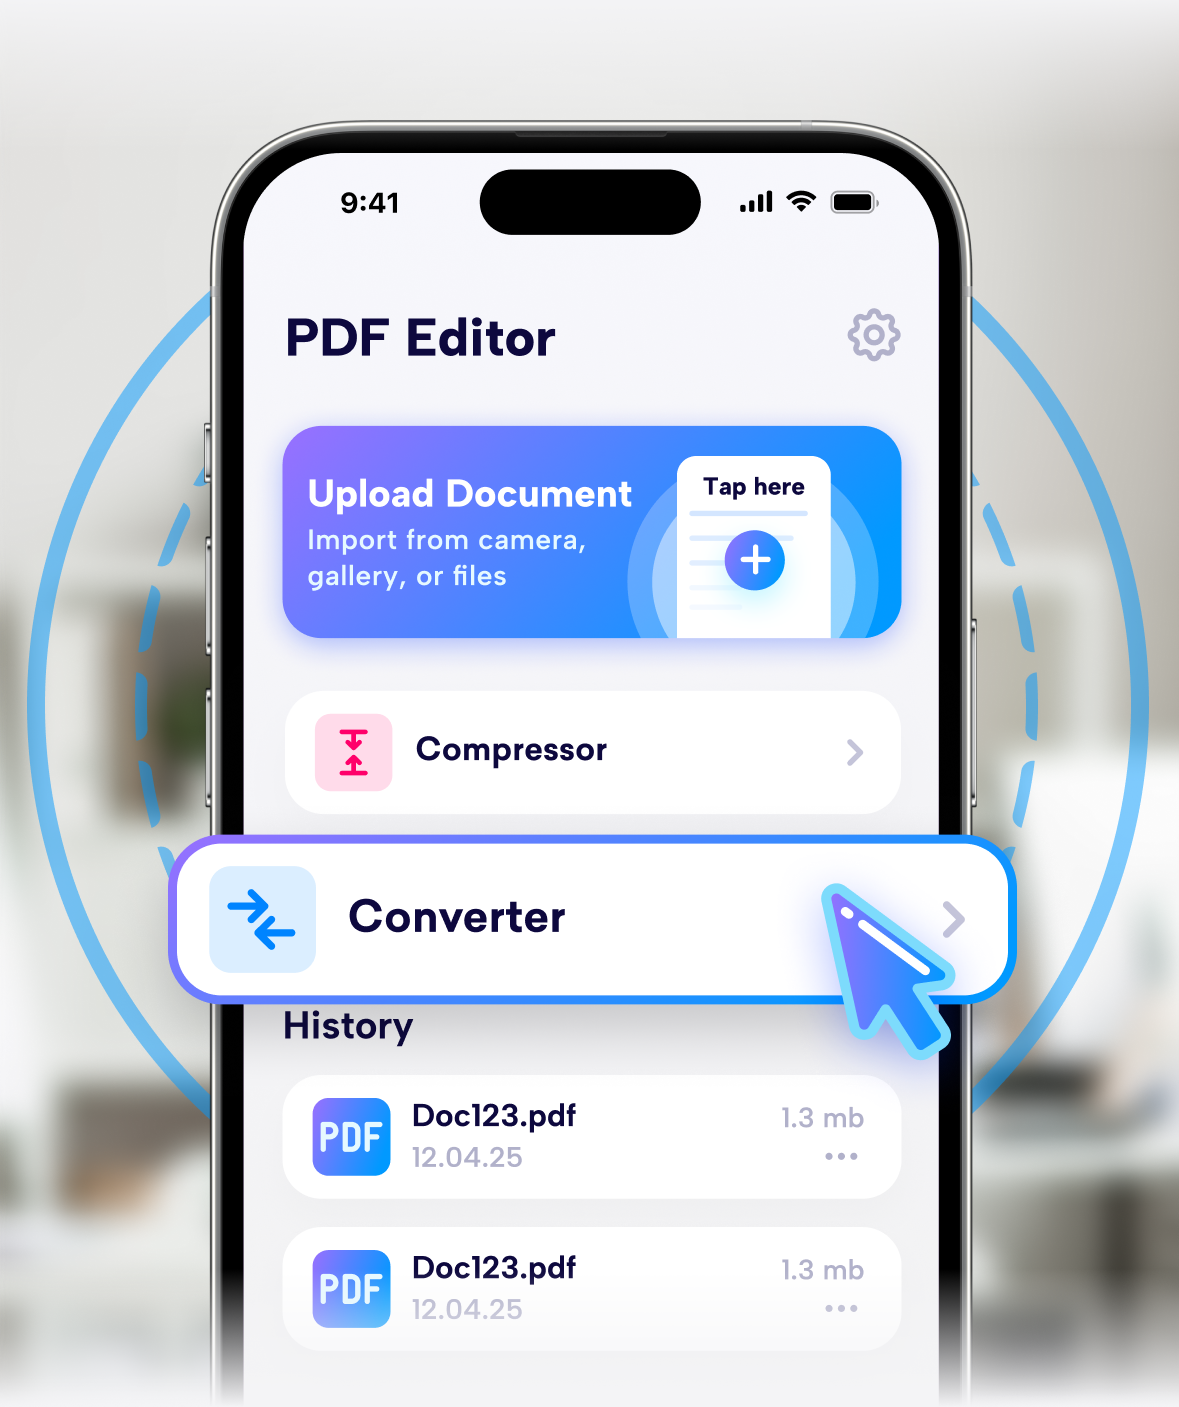 9:41
PDF Editor
Upload Document
Import from camera,
gallery, or files
Tap here
Compressor
Converter
History
PDF
Doc123.pdf
12.04.25
1.3 mb
PDF
Doc123.pdf
12.04.25
1.3 mb